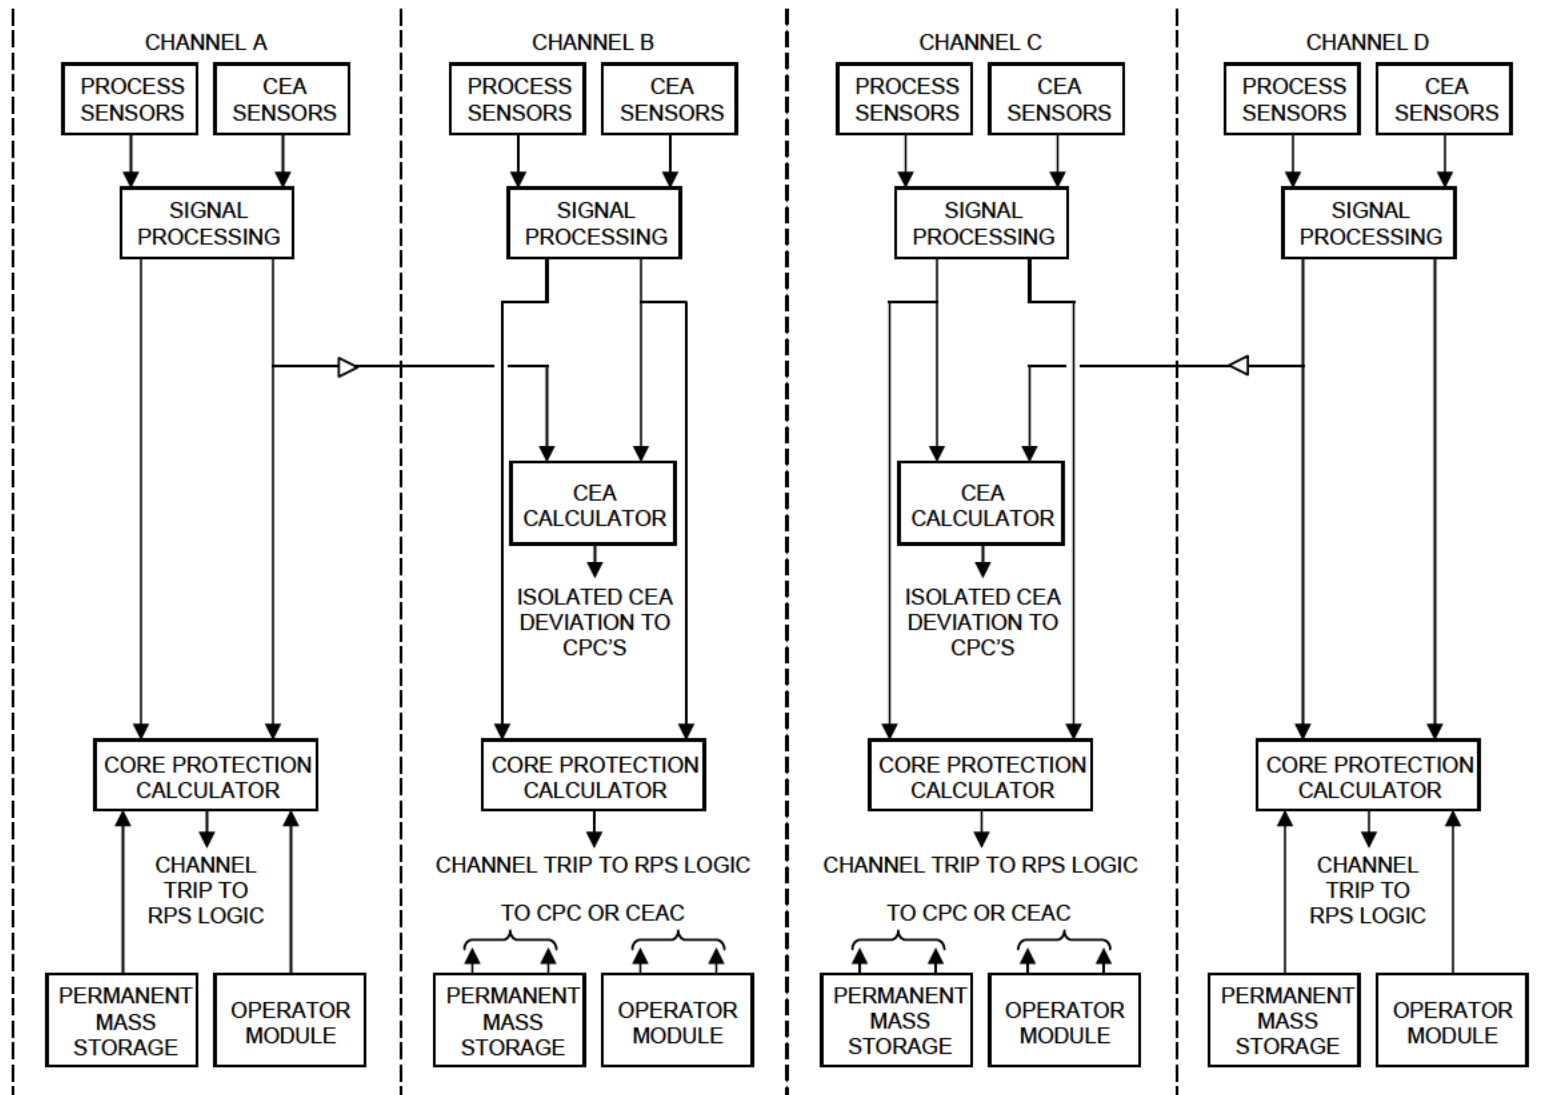 CHANNEL A
PROCESS
SENSORS
CEA
SENSORS
SIGNAL
PROCESSING
CORE PROTECTION
CALCULATOR
CHANNEL
TRIP TO
RPS LOGIC
PERMANENT
MASS
STORAGE
OPERATOR
MODULE
CHANNEL B
PROCESS
SENSORS
CEA
SENSORS
SIGNAL
PROCESSING
CEA
CALCULATOR
ISOLATED CEA
DEVIATION TO
CPC'S
CORE PROTECTION
CALCULATOR
CHANNEL TRIP TO RPS LOGIC
TO CPC OR CEAC
PERMANENT
MASS
STORAGE
OPERATOR
MODULE
CHANNEL C
PROCESS
SENSORS
CEA
SENSORS
SIGNAL
PROCESSING
CEA
CALCULATOR
ISOLATED CEA
DEVIATION TO
CPC'S
CORE PROTECTION
CALCULATOR
CHANNEL TRIP TO RPS LOGIC
TO CPC OR CEAC
PERMANENT
MASS
STORAGE
OPERATOR
MODULE
CHANNEL D
PROCESS
SENSORS
CEA
SENSORS
SIGNAL
PROCESSING
CORE PROTECTION
CALCULATOR
CHANNEL
TRIP TO
RPS LOGIC
PERMANENT
MASS
STORAGE
OPERATOR
MODULE